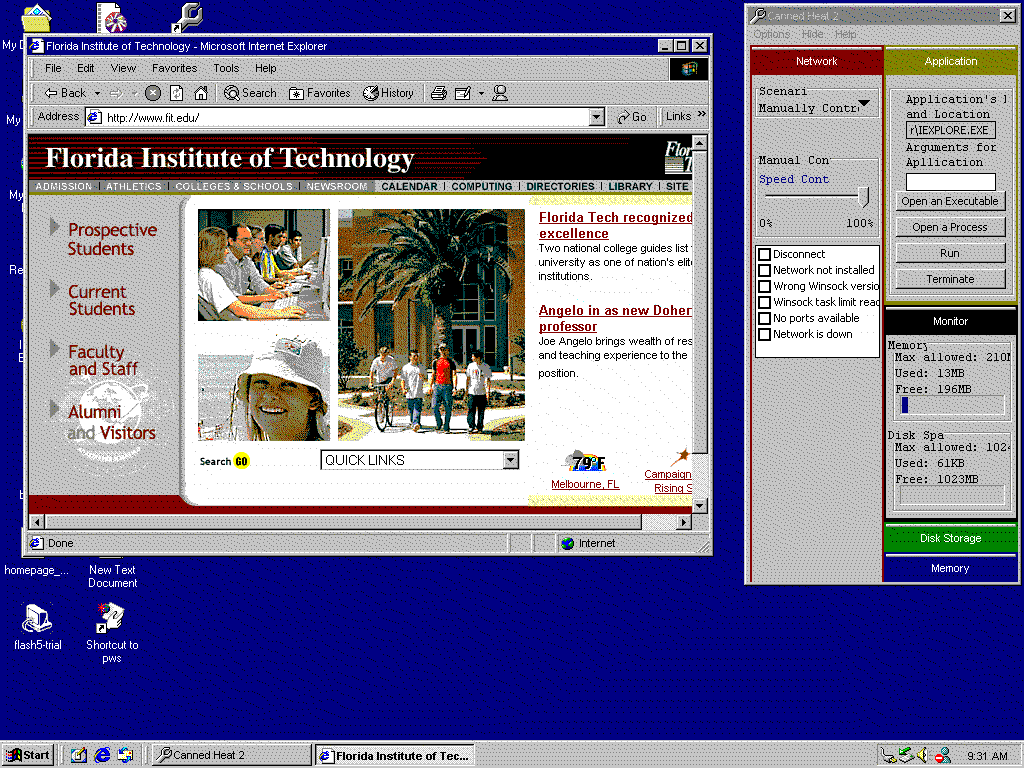 My D
My
My
Re
I
E
homepage_...
New Text
Document
flash5-trial
Shortcut to
pws
Florida Institute of Technology - Microsoft Internet Explorer
File Edit View Favorites Tools Help
Back Search Favorites History
Address http://www.fit.edu/ Go Links »
Florida Institute of Technology
Flor
ADMISSION | ATHLETICS | COLLEGES & SCHOOLS | NEWSROOM | CALENDAR | COMPUTING | DIRECTORIES | LIBRARY | SITE
Prospective
Students
Current
Students
Faculty
and Staff
Alumni
and Visitors
Florida Tech recognized
excellence
Two national college guides list
university as one of nation's elite
institutions.
Angelo in as new Doher
professor
Joe Angelo brings wealth of res
and teaching experience to the
position.
Search GO
QUICK LINKS
79°F
Melbourne, FL
Campaign
Rising S
Done
Internet
Canned Heat 2
Options Hide Help
Network
Scenari
Manually Contr
Manual Con
Speed Cont
0% 100%
Disconnect
Network not installed
Wrong Winsock versio
Winsock task limit reac
No ports available
Network is down
Application
Application's
and Location
r\IEXPLORE.EXE
Arguments for
Apllication
Open an Executable
Open a Process
Run
Terminate
Monitor
Memory
Max allowed: 210M
Used: 13MB
Free: 196MB
Disk Spa
Max allowed: 102
Used: 61KB
Free: 1023MB
Disk Storage
Memory
Start
Canned Heat 2
Florida Institute of Tec...
9:31 AM